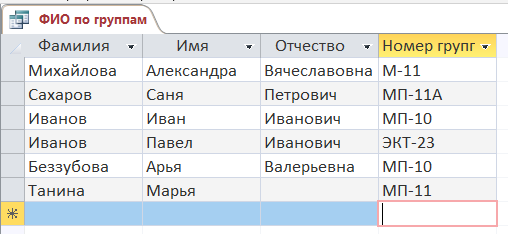 ФИО по группам
Фамилия Имя Отчество Номер групг
Михайлова Александра Вячеславовна М-11
Сахаров Саня Петрович МП-11А
Иванов Иван Иванович МП-10
Иванов Павел Иванович ЭКТ-23
Беззубова Арья Валерьевна МП-10
Танина Марья МП-11